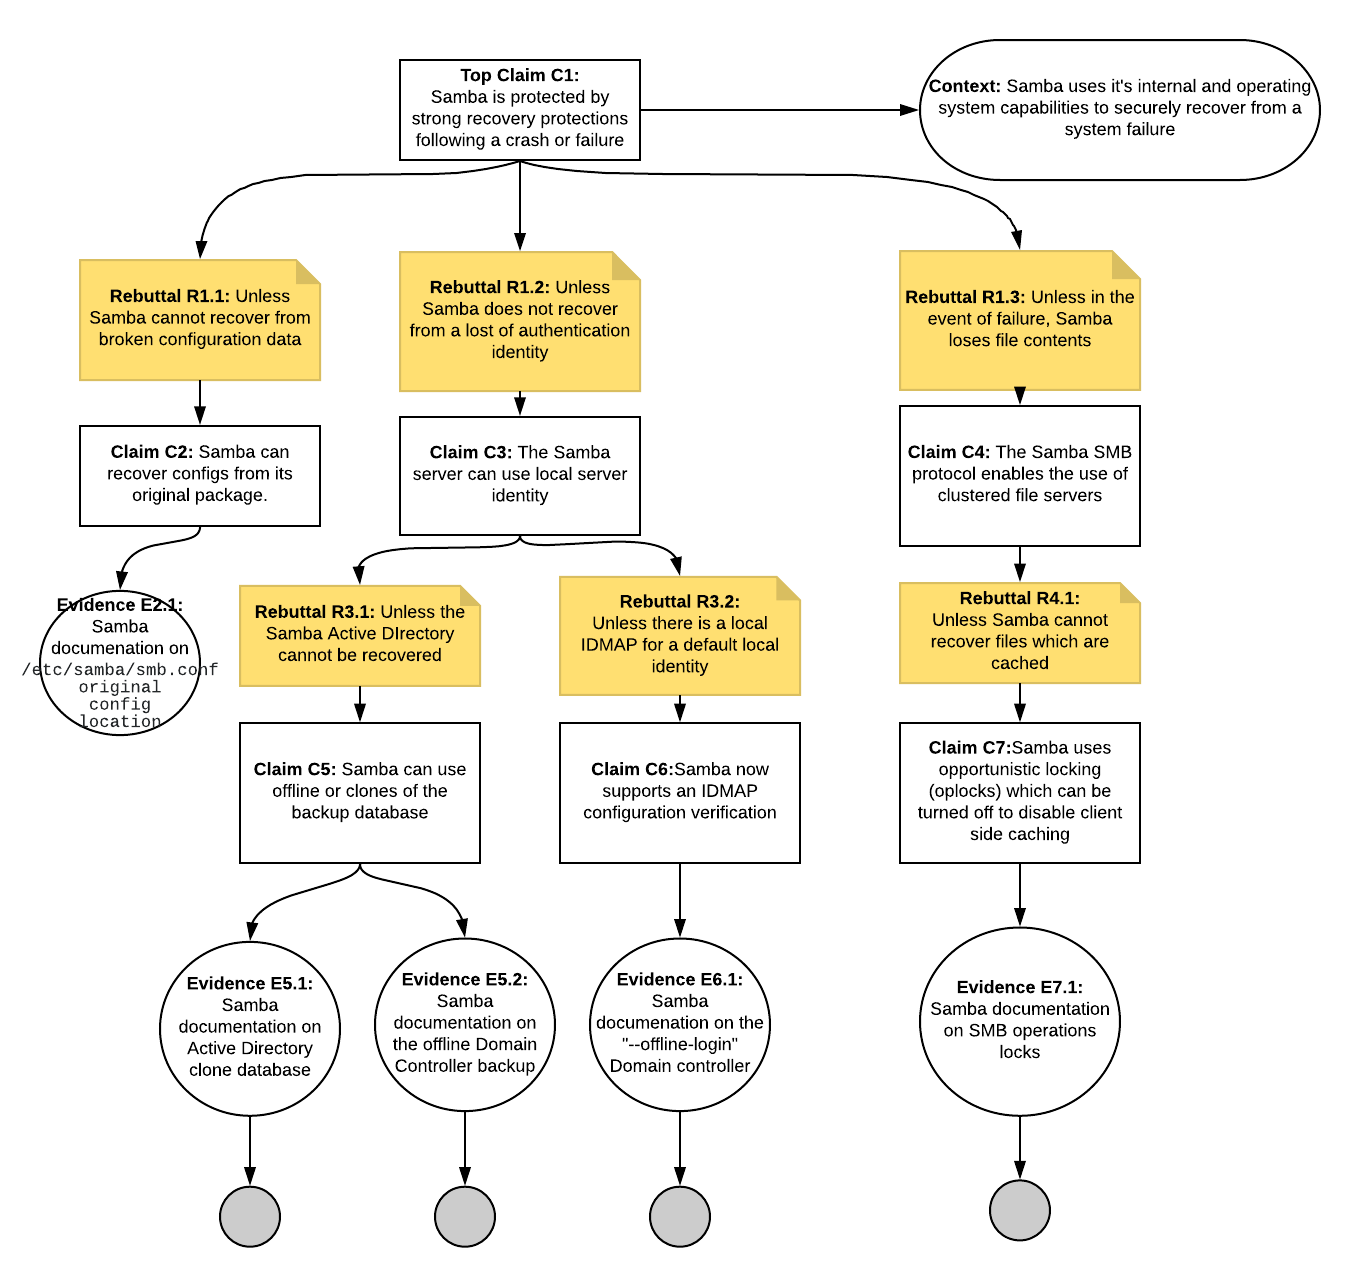 Top Claim C1:
Samba is protected by
strong recovery protections
following a crash or failure
Context: Samba uses it's internal and operating
system capabilities to securely recover from a
system failure
Rebuttal R1.1: Unless
Samba cannot recover from
broken configuration data
Rebuttal R1.2: Unless
Samba does not recover
from a lost of authentication
identity
Rebuttal R1.3: Unless in the
event of failure, Samba
loses file contents
Claim C2: Samba can
recover configs from its
original package.
Claim C3: The Samba
server can use local server
identity
Claim C4: The Samba SMB
protocol enables the use of
clustered file servers
Evidence E2.1:
Samba
documenation on
/etc/samba/smb.conf
original
config
location
Rebuttal R3.1: Unless the
Samba Active DIrectory
cannot be recovered
Rebuttal R3.2:
Unless there is a local
IDMAP for a default local
identity
Rebuttal R4.1:
Unless Samba cannot
recover files which are
cached
Claim C5: Samba can use
offline or clones of the
backup database
Claim C6:Samba now
supports an IDMAP
configuration verification
Claim C7:Samba uses
opportunistic locking
(oplocks) which can be
turned off to disable client
side caching
Evidence E5.1:
Samba
documentation on
Active Directory
clone database
Evidence E5.2:
Samba
documentation on
the offline Domain
Controller backup
Evidence E6.1:
Samba
documenation on the
"--offline-login"
Domain controller
Evidence E7.1:
Samba documentation
on SMB operations
locks